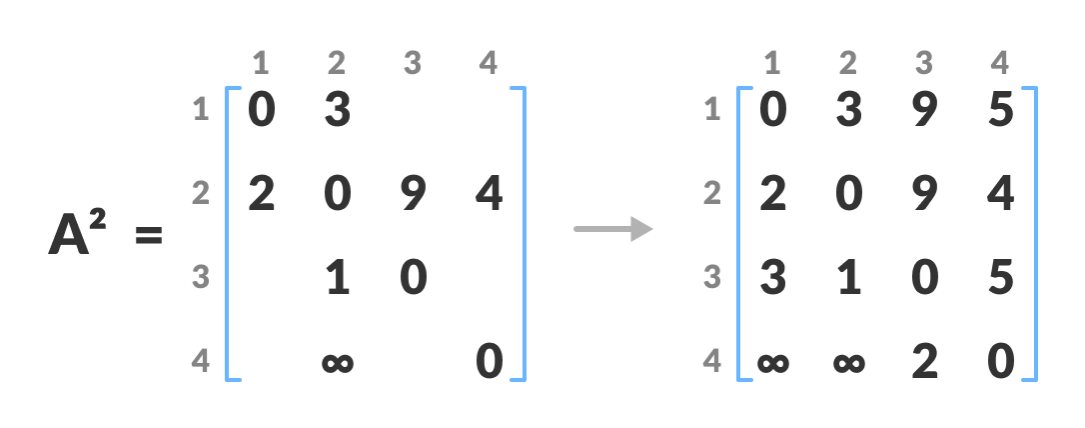 1 2 3 4 1 2 3 4
1 0 3 1 0 3 9 5
2 2 0 9 4 2 2 0 9 4
A² =
3 1 0 3 3 1 0 5
4 ∞ 0 4 ∞ ∞ 2 0